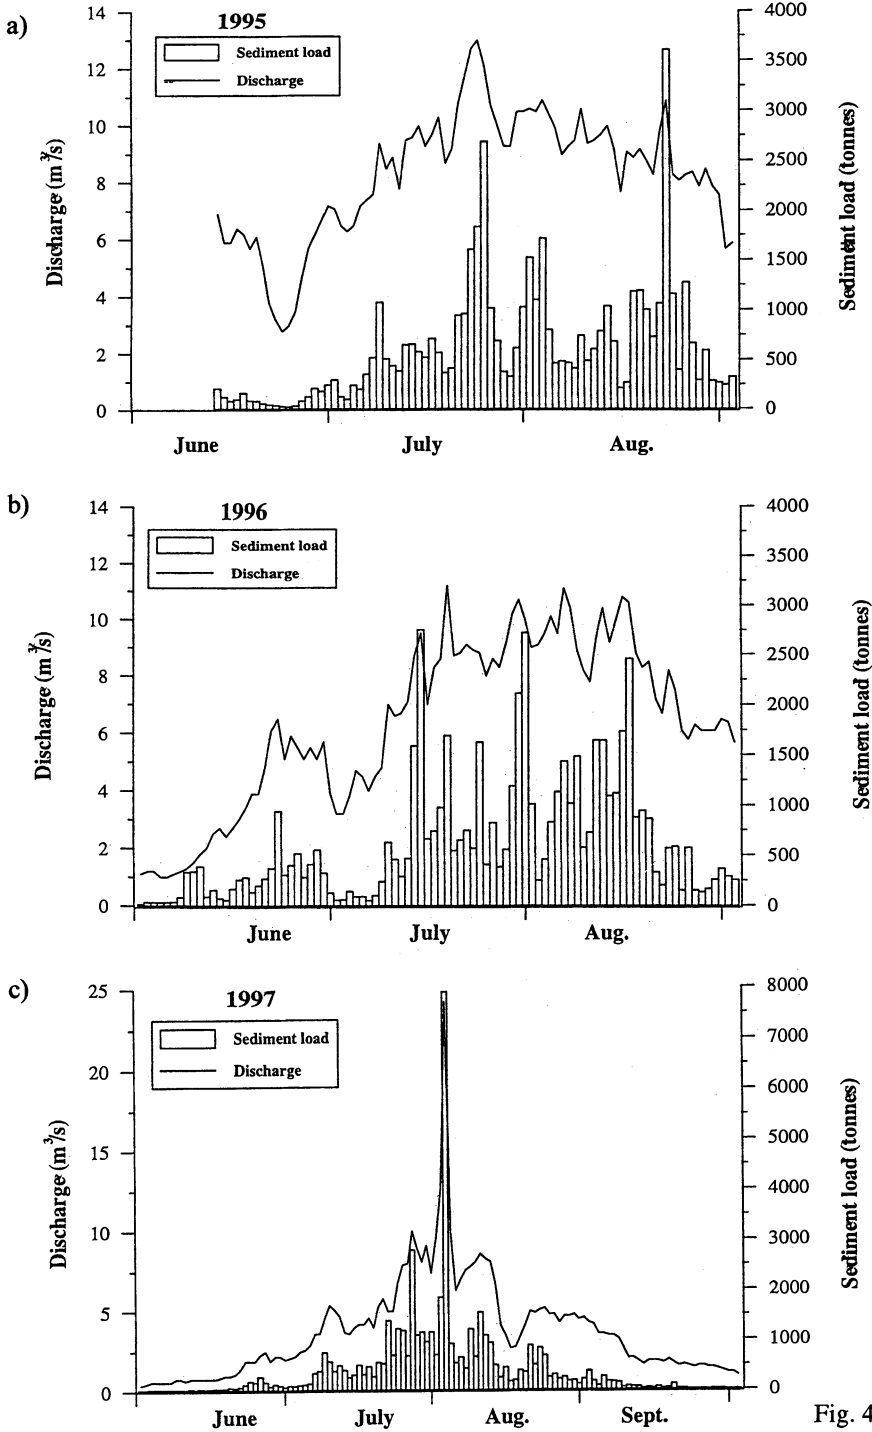 a)
1995
Sediment load
Discharge
Discharge (m³/s)
14
12
10
8
6
4
2
0
4000
3500
3000
2500
2000
1500
1000
500
0
Sediment load (tonnes)
June July Aug.
b)
1996
Sediment load
Discharge
Discharge (m³/s)
14
12
10
8
6
4
2
0
4000
3500
3000
2500
2000
1500
1000
500
0
Sediment load (tonnes)
June July Aug.
c)
1997
Sediment load
Discharge
Discharge (m³/s)
25
20
15
10
5
0
8000
7000
6000
5000
4000
3000
2000
1000
0
Sediment load (tonnes)
June July Aug. Sept.
Fig. 4